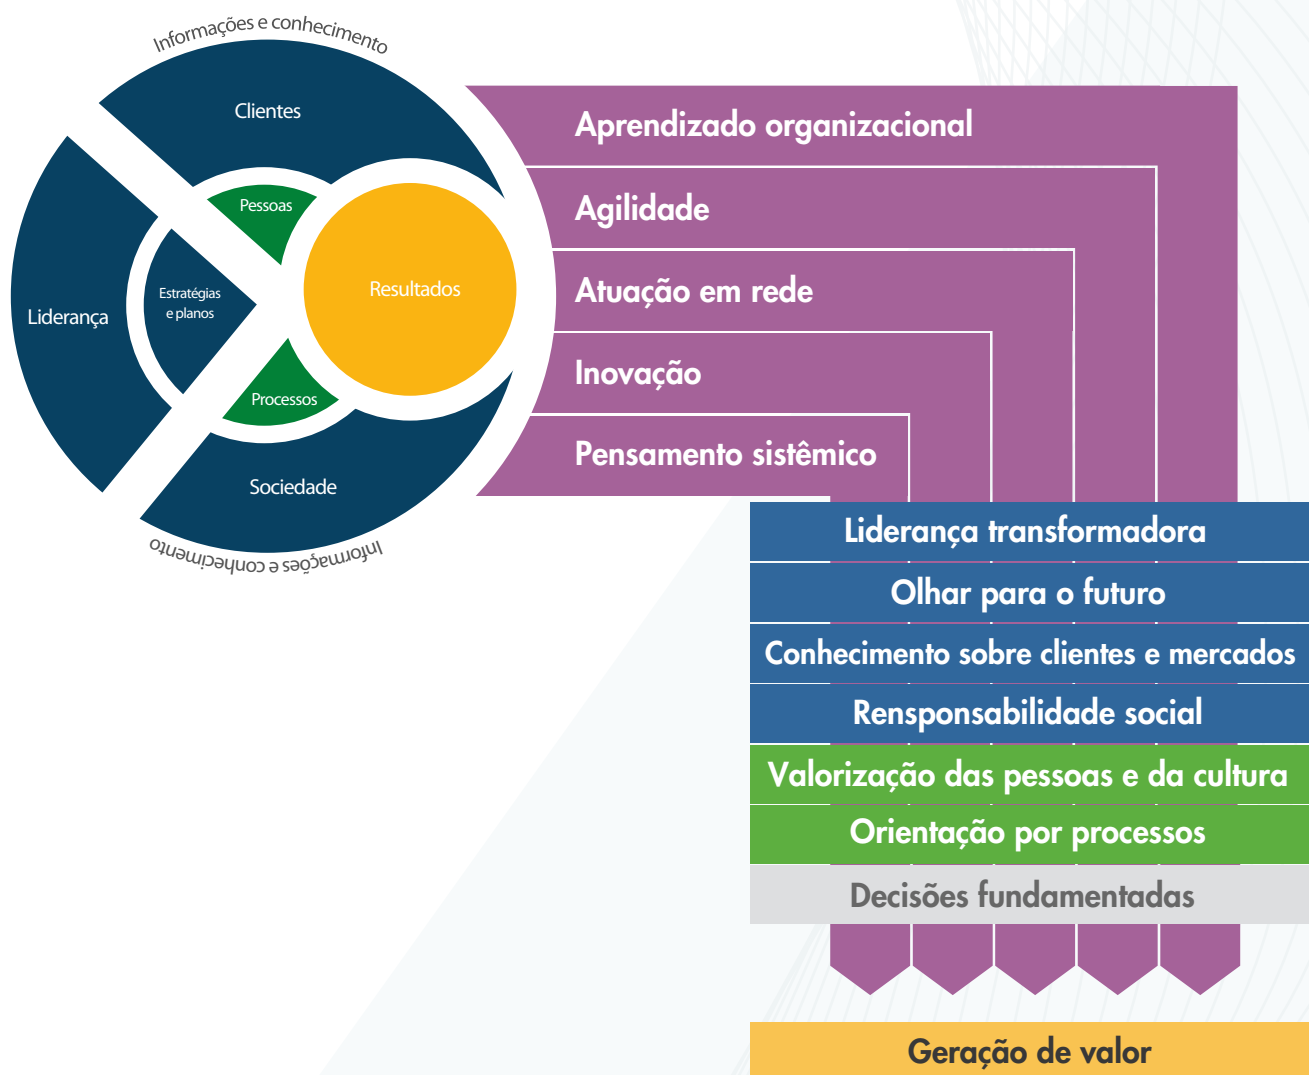 Informações e conhecimento
Clientes
Pessoas
Liderança
Estratégias
e planos
Resultados
Processos
Sociedade
Informações e conhecimento
Aprendizado organizacional
Agilidade
Atuação em rede
Inovação
Pensamento sistêmico
Liderança transformadora
Olhar para o futuro
Conhecimento sobre clientes e mercados
Rensponsabilidade social
Valorização das pessoas e da cultura
Orientação por processos
Decisões fundamentadas
Geração de valor